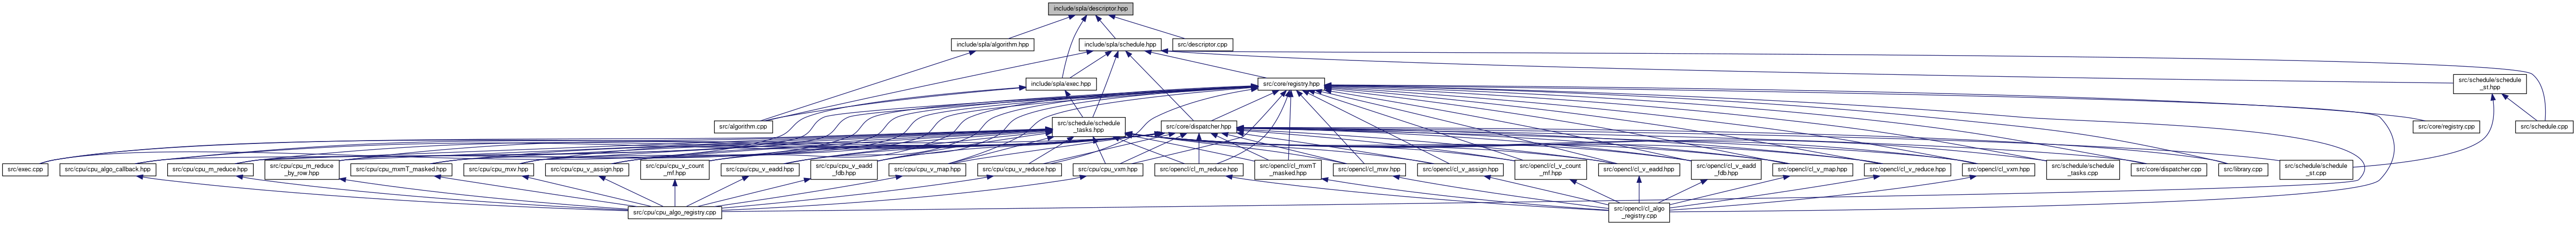 include/spla/descriptor.hpp
include/spla/algorithm.hpp
include/spla/schedule.hpp
src/descriptor.cpp
include/spla/exec.hpp
src/core/registry.hpp
src/schedule/schedule
_st.hpp
src/algorithm.cpp
src/schedule/schedule
_tasks.hpp
src/core/dispatcher.hpp
src/core/registry.cpp
src/schedule.cpp
src/exec.cpp
src/cpu/cpu_algo_callback.hpp
src/cpu/cpu_m_reduce.hpp
src/cpu/cpu_m_reduce
_by_row.hpp
src/cpu/cpu_mxmT_masked.hpp
src/cpu/cpu_mxv.hpp
src/cpu/cpu_v_assign.hpp
src/cpu/cpu_v_count
_mf.hpp
src/cpu/cpu_v_eadd.hpp
src/cpu/cpu_v_eadd
_fdb.hpp
src/cpu/cpu_v_map.hpp
src/cpu/cpu_v_reduce.hpp
src/cpu/cpu_vxm.hpp
src/opencl/cl_m_reduce.hpp
src/opencl/cl_mxmT
_masked.hpp
src/opencl/cl_mxv.hpp
src/opencl/cl_v_assign.hpp
src/opencl/cl_v_count
_mf.hpp
src/opencl/cl_v_eadd.hpp
src/opencl/cl_v_eadd
_fdb.hpp
src/opencl/cl_v_map.hpp
src/opencl/cl_v_reduce.hpp
src/opencl/cl_vxm.hpp
src/schedule/schedule
_tasks.cpp
src/core/dispatcher.cpp
src/library.cpp
src/schedule/schedule
_st.cpp
src/cpu/cpu_algo_registry.cpp
src/opencl/cl_algo
_registry.cpp